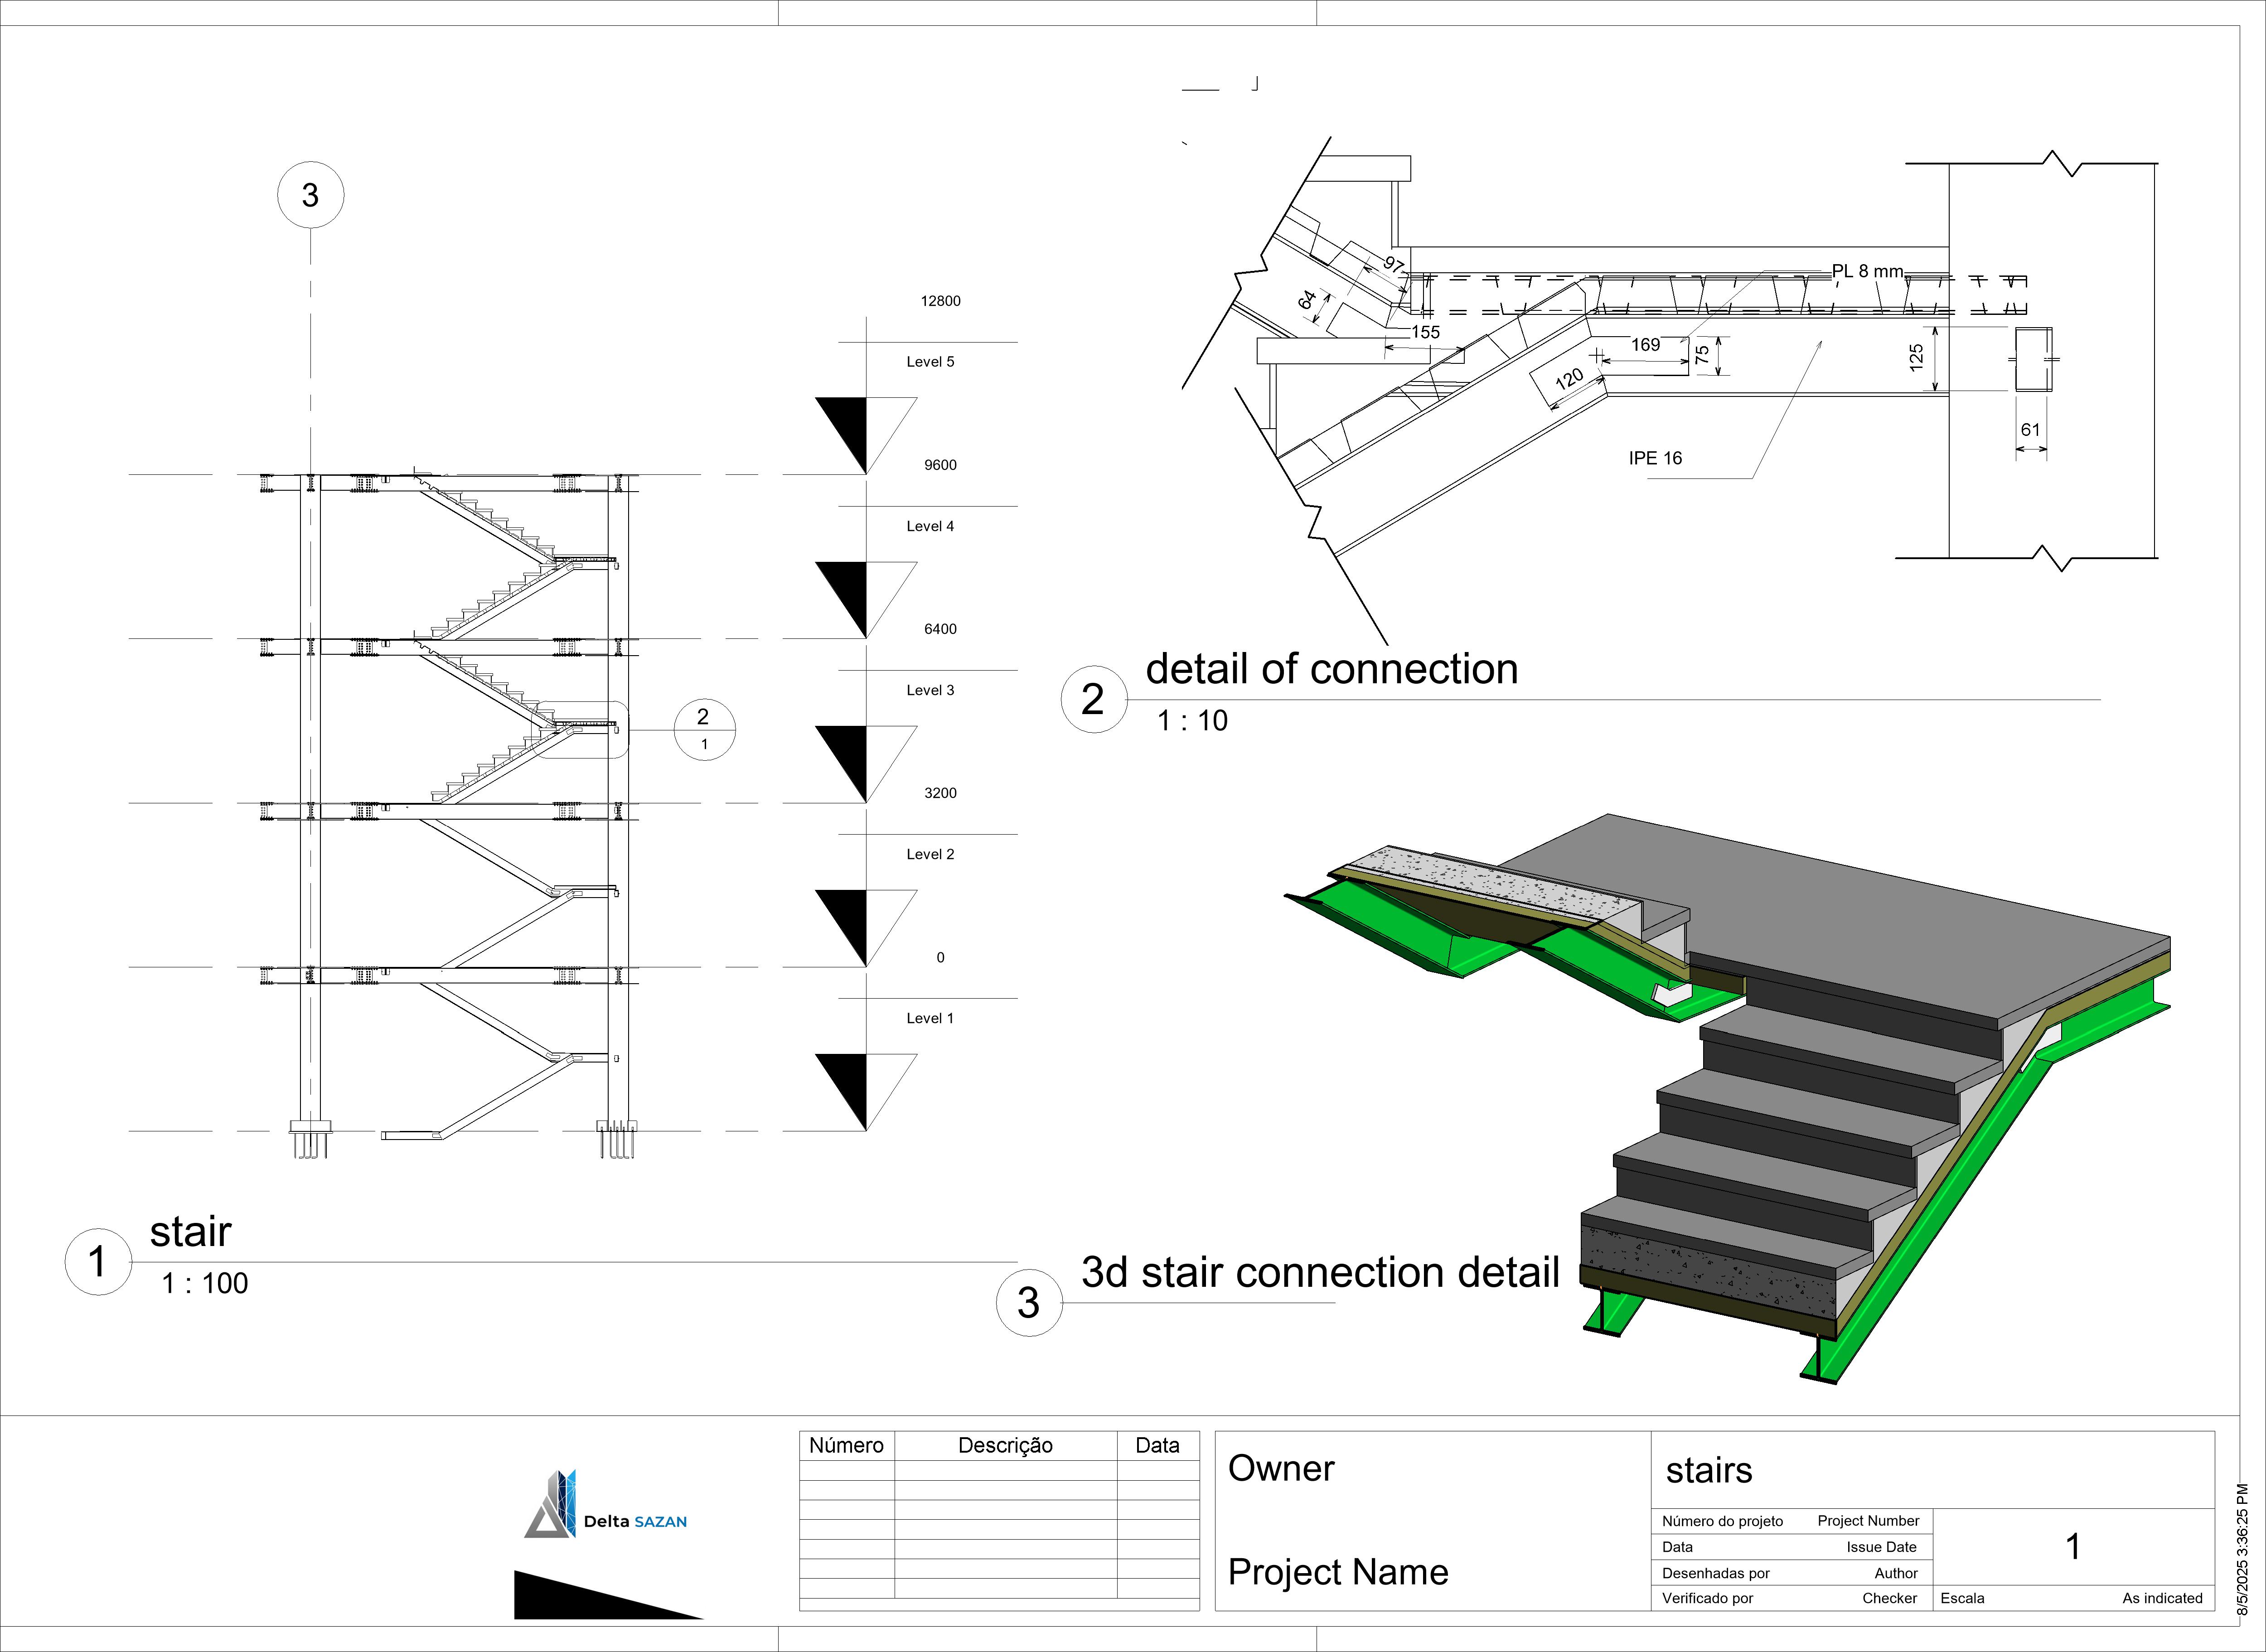 3
12800
Level 5
9600
Level 4
6400
Level 3
2
1
3200
Level 2
0
Level 1
1
stair
1 : 100
97
64
155
PL 8 mm
169
75
120
125
61
IPE 16
2
detail of connection
1 : 10
3
3d stair connection detail
Delta SAZAN
Número Descrição Data
Owner
Project Name
stairs
Número do projeto Project Number
Data Issue Date
Desenhadas por Author
Verificado por Checker
1
Escala As indicated
8/5/2025 3:36:25 PM